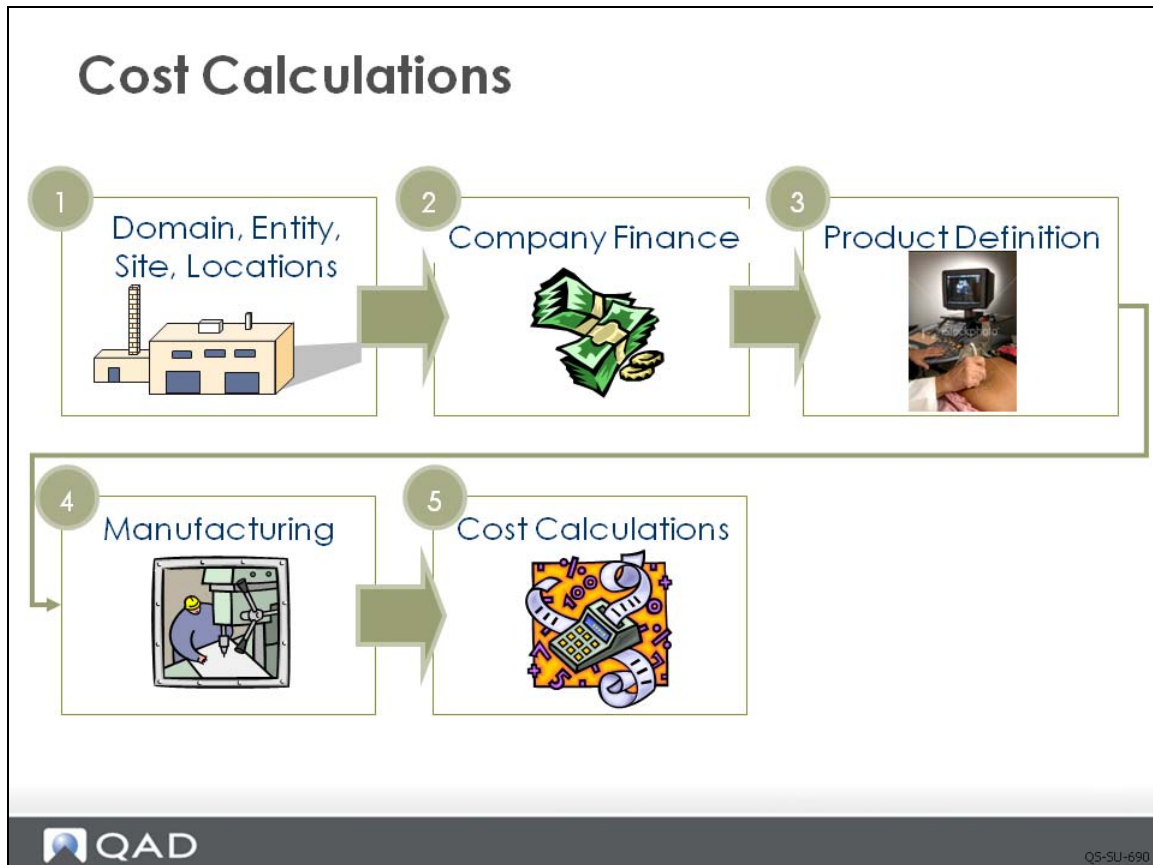 Cost Calculations
1
Domain, Entity,
Site, Locations
2
Company Finance
3
Product Definition
iStockphoto
4
Manufacturing
5
Cost Calculations
QAD
QS-SU-690